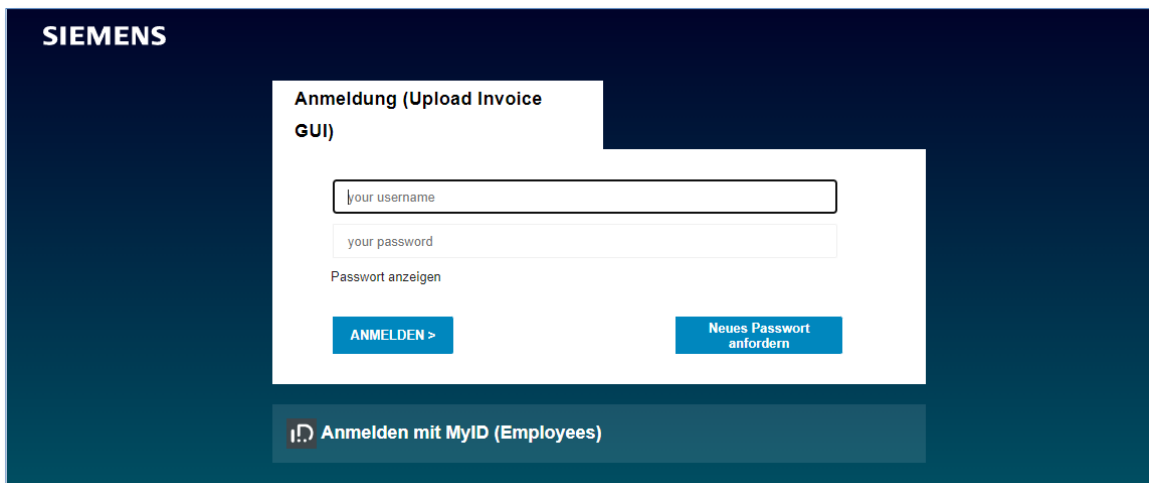 SIEMENS
Anmeldung (Upload Invoice
GUI)
your username
your password
Passwort anzeigen
ANMELDEN >
Neues Passwort
anfordern
Anmelden mit MyID (Employees)